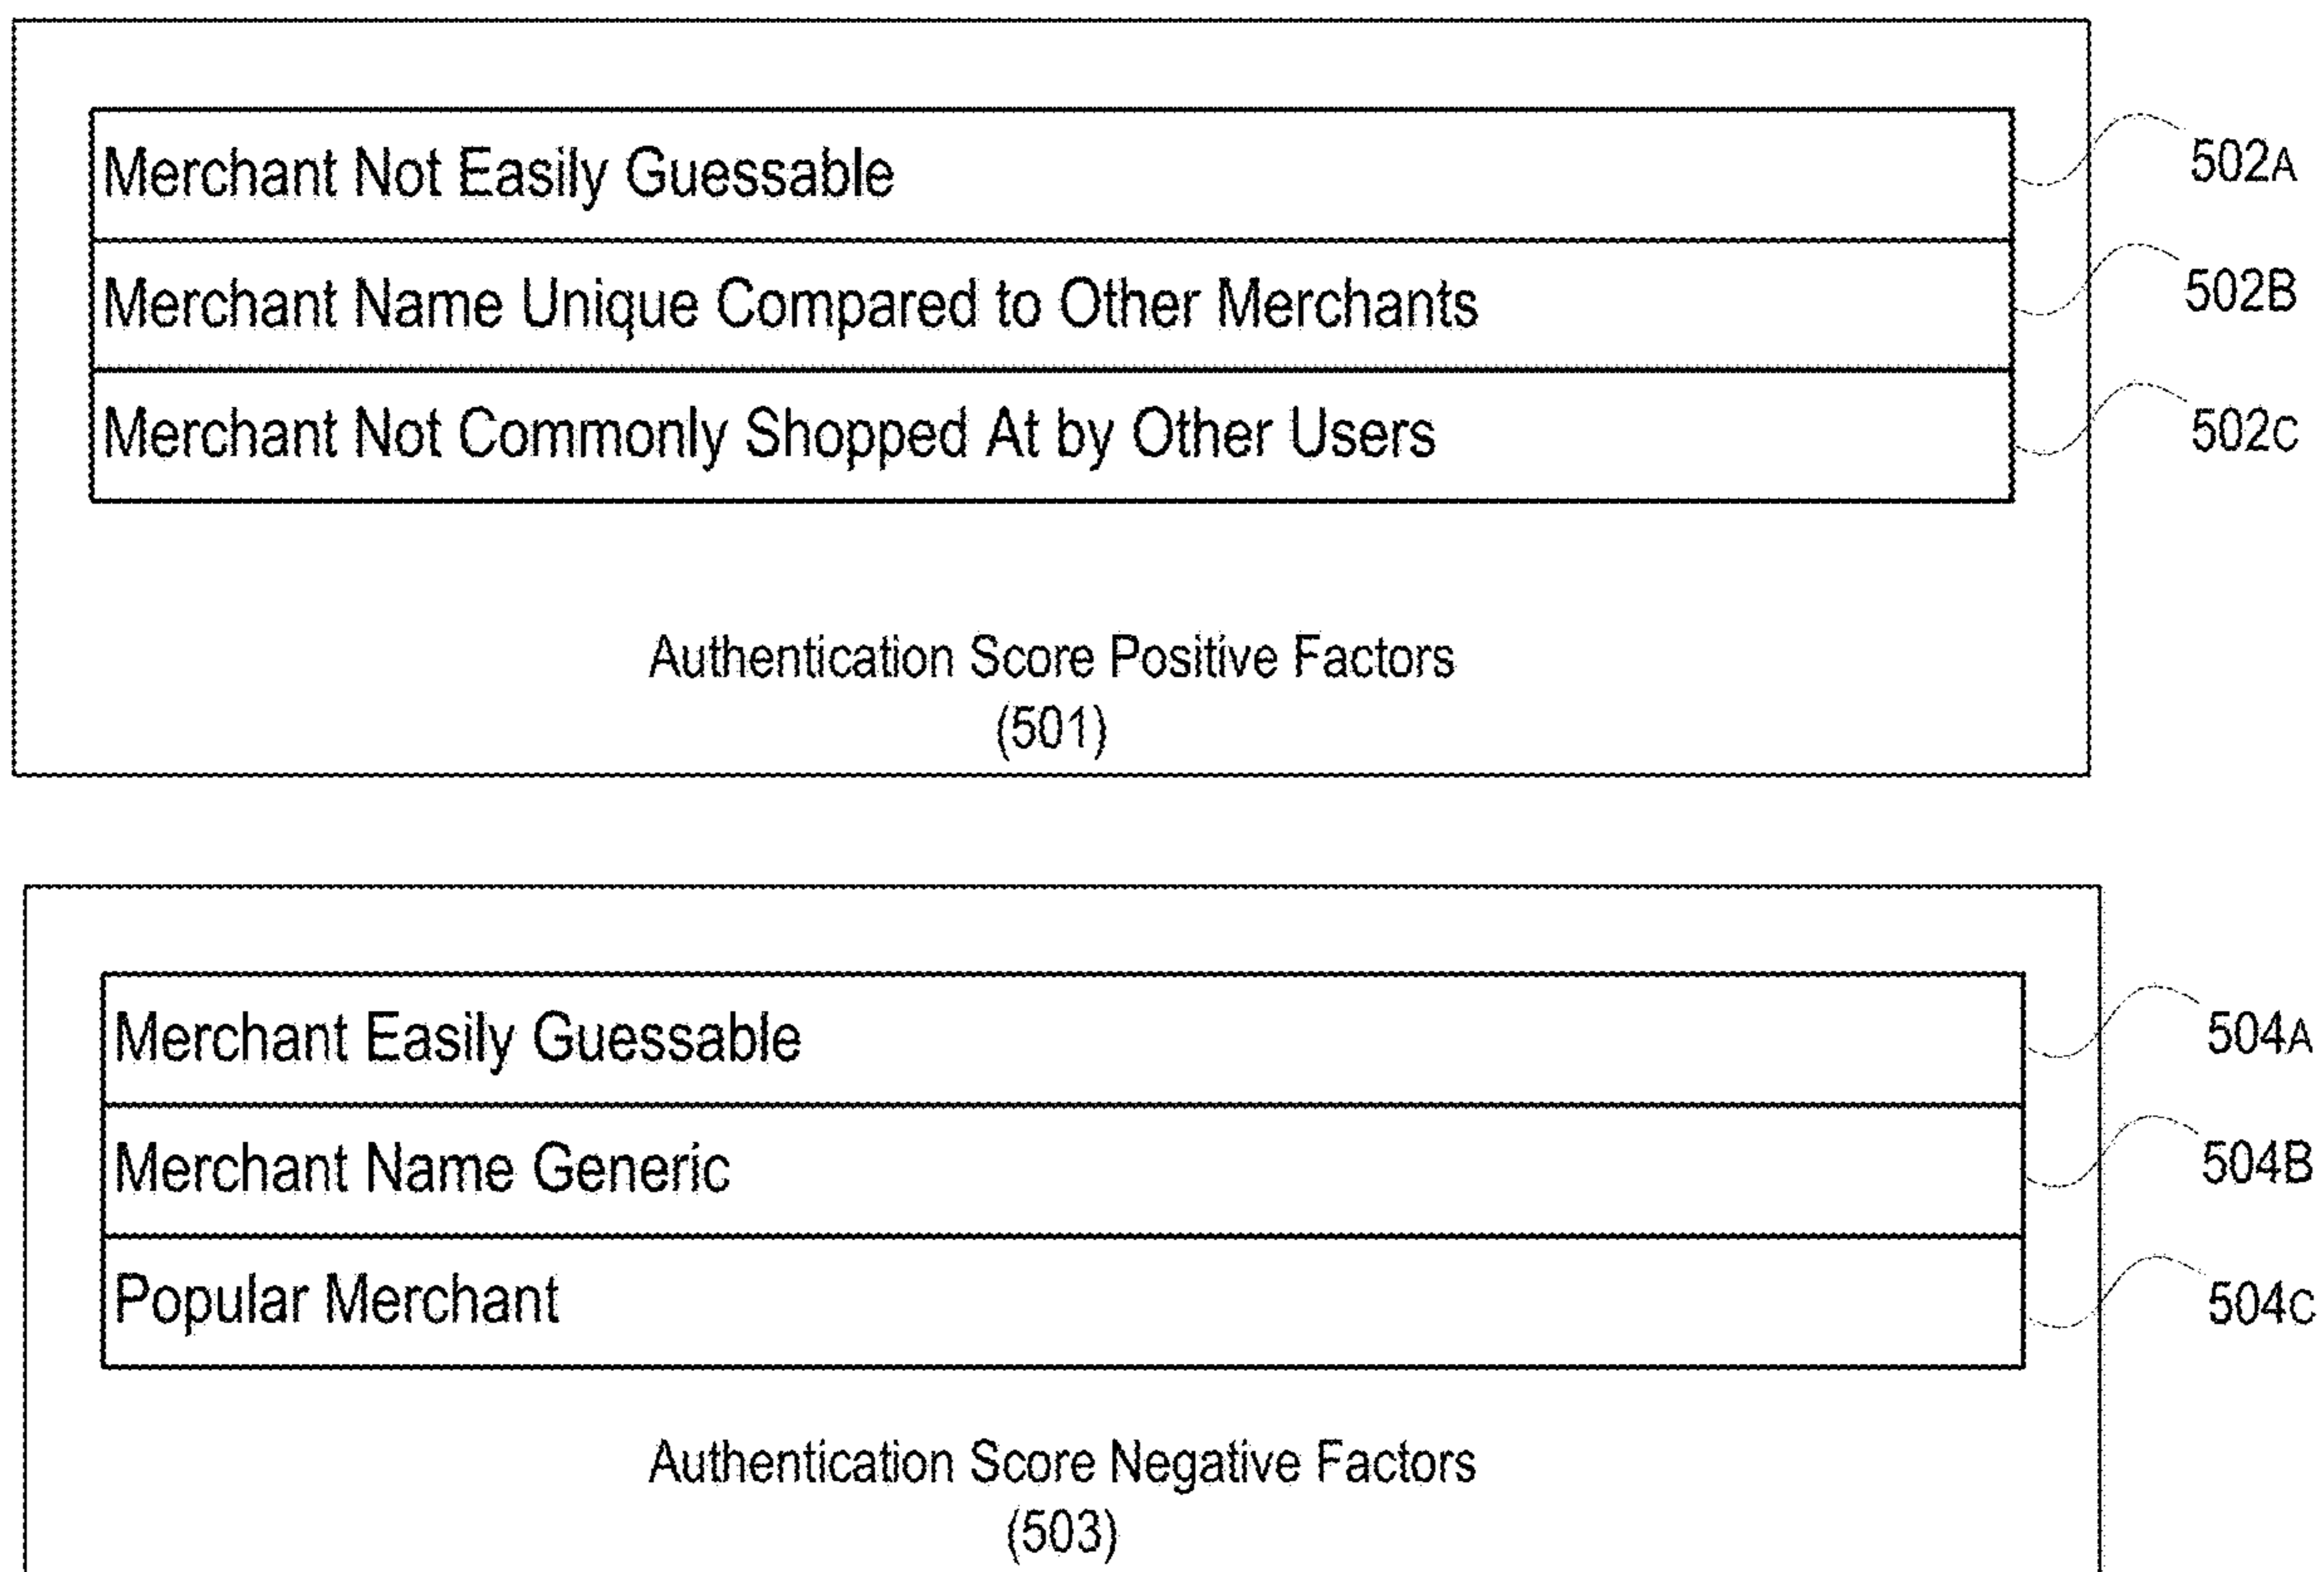 Merchant Not Easily Guessable
502A
Merchant Name Unique Compared to Other Merchants
502B
Merchant Not Commonly Shopped At by Other Users
502C
Authentication Score Positive Factors
(501)
Merchant Easily Guessable
504A
Merchant Name Generic
504B
Popular Merchant
504C
Authentication Score Negative Factors
(503)